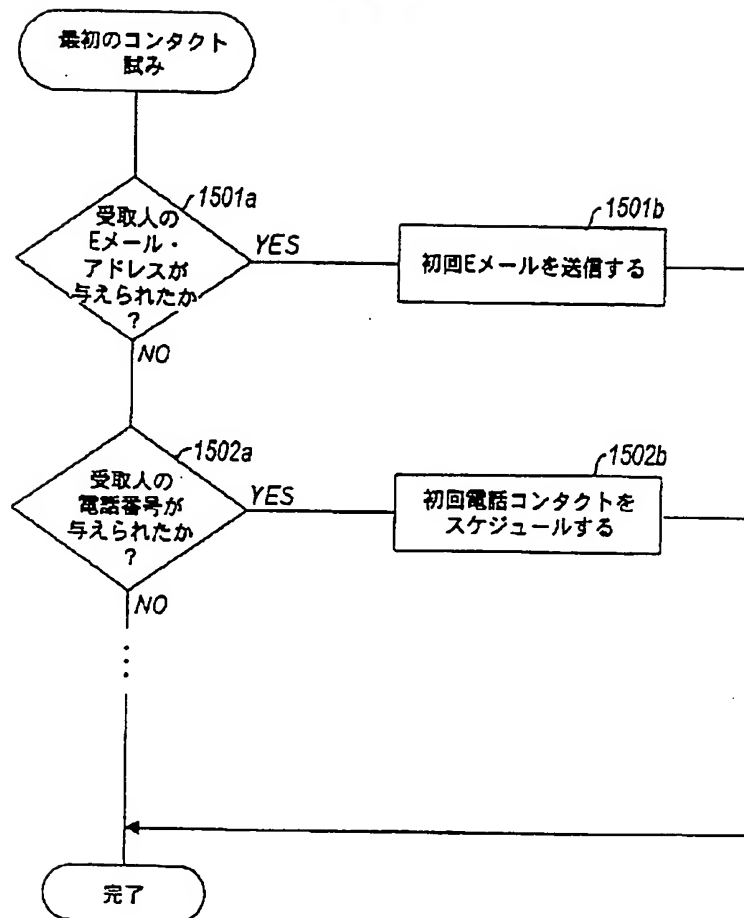 最初のコンタクト
試み
1501a
受取人の
Eメール・
アドレスが
与えられたか
?
YES
1501b
初回Eメールを送信する
NO
1502a
受取人の
電話番号が
与えられたか
?
YES
1502b
初回電話コンタクトを
スケジュールする
NO
完了